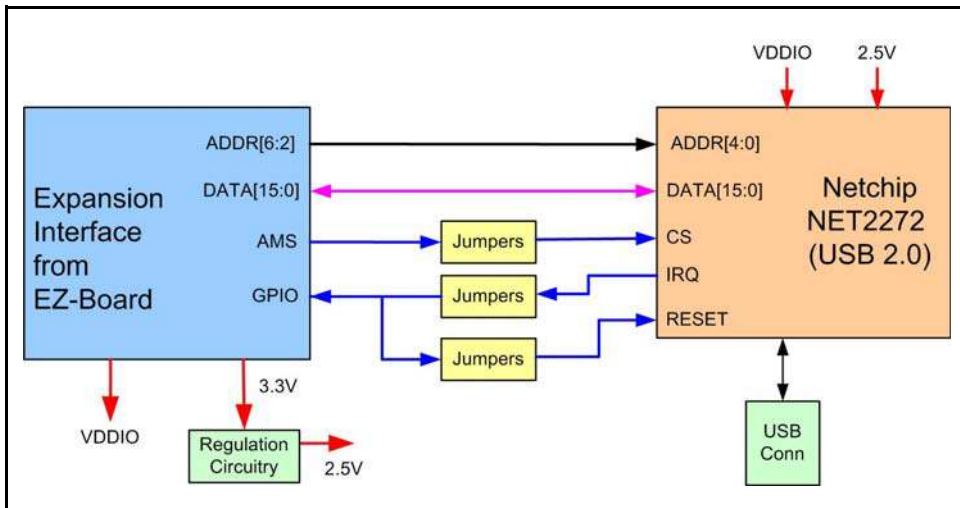 VDDIO
2.5V
Expansion
Interface
from
EZ-Board
ADDR[6:2]
DATA[15:0]
AMS
GPIO
Jumpers
Jumpers
Jumpers
ADDR[4:0]
DATA[15:0]
CS
IRQ
RESET
Netchip
NET2272
(USB 2.0)
3.3V
VDDIO
Regulation
Circuitry
2.5V
USB
Conn